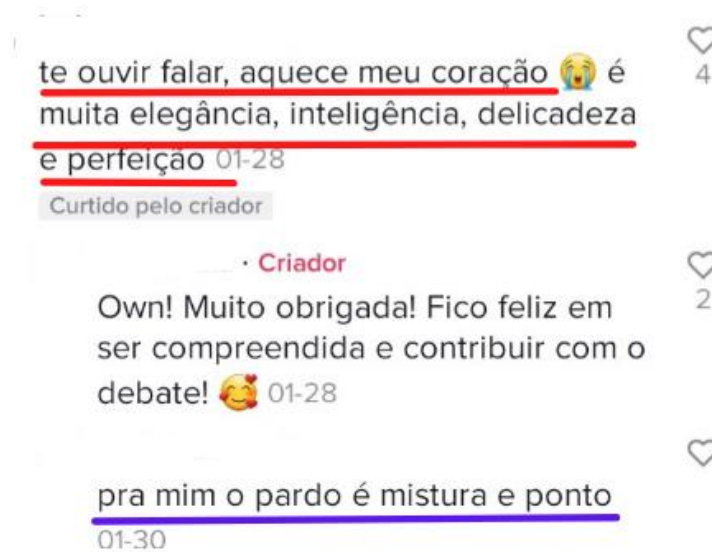 te ouvir falar, aquece meu coração 😭 é
4
muita elegância, inteligência, delicadeza
e perfeição 01-28
Curtido pelo criador
· Criador
Own! Muito obrigada! Fico feliz em
2
ser compreendida e contribuir com o
debate! 🥰 01-28
pra mim o pardo é mistura e ponto
01-30